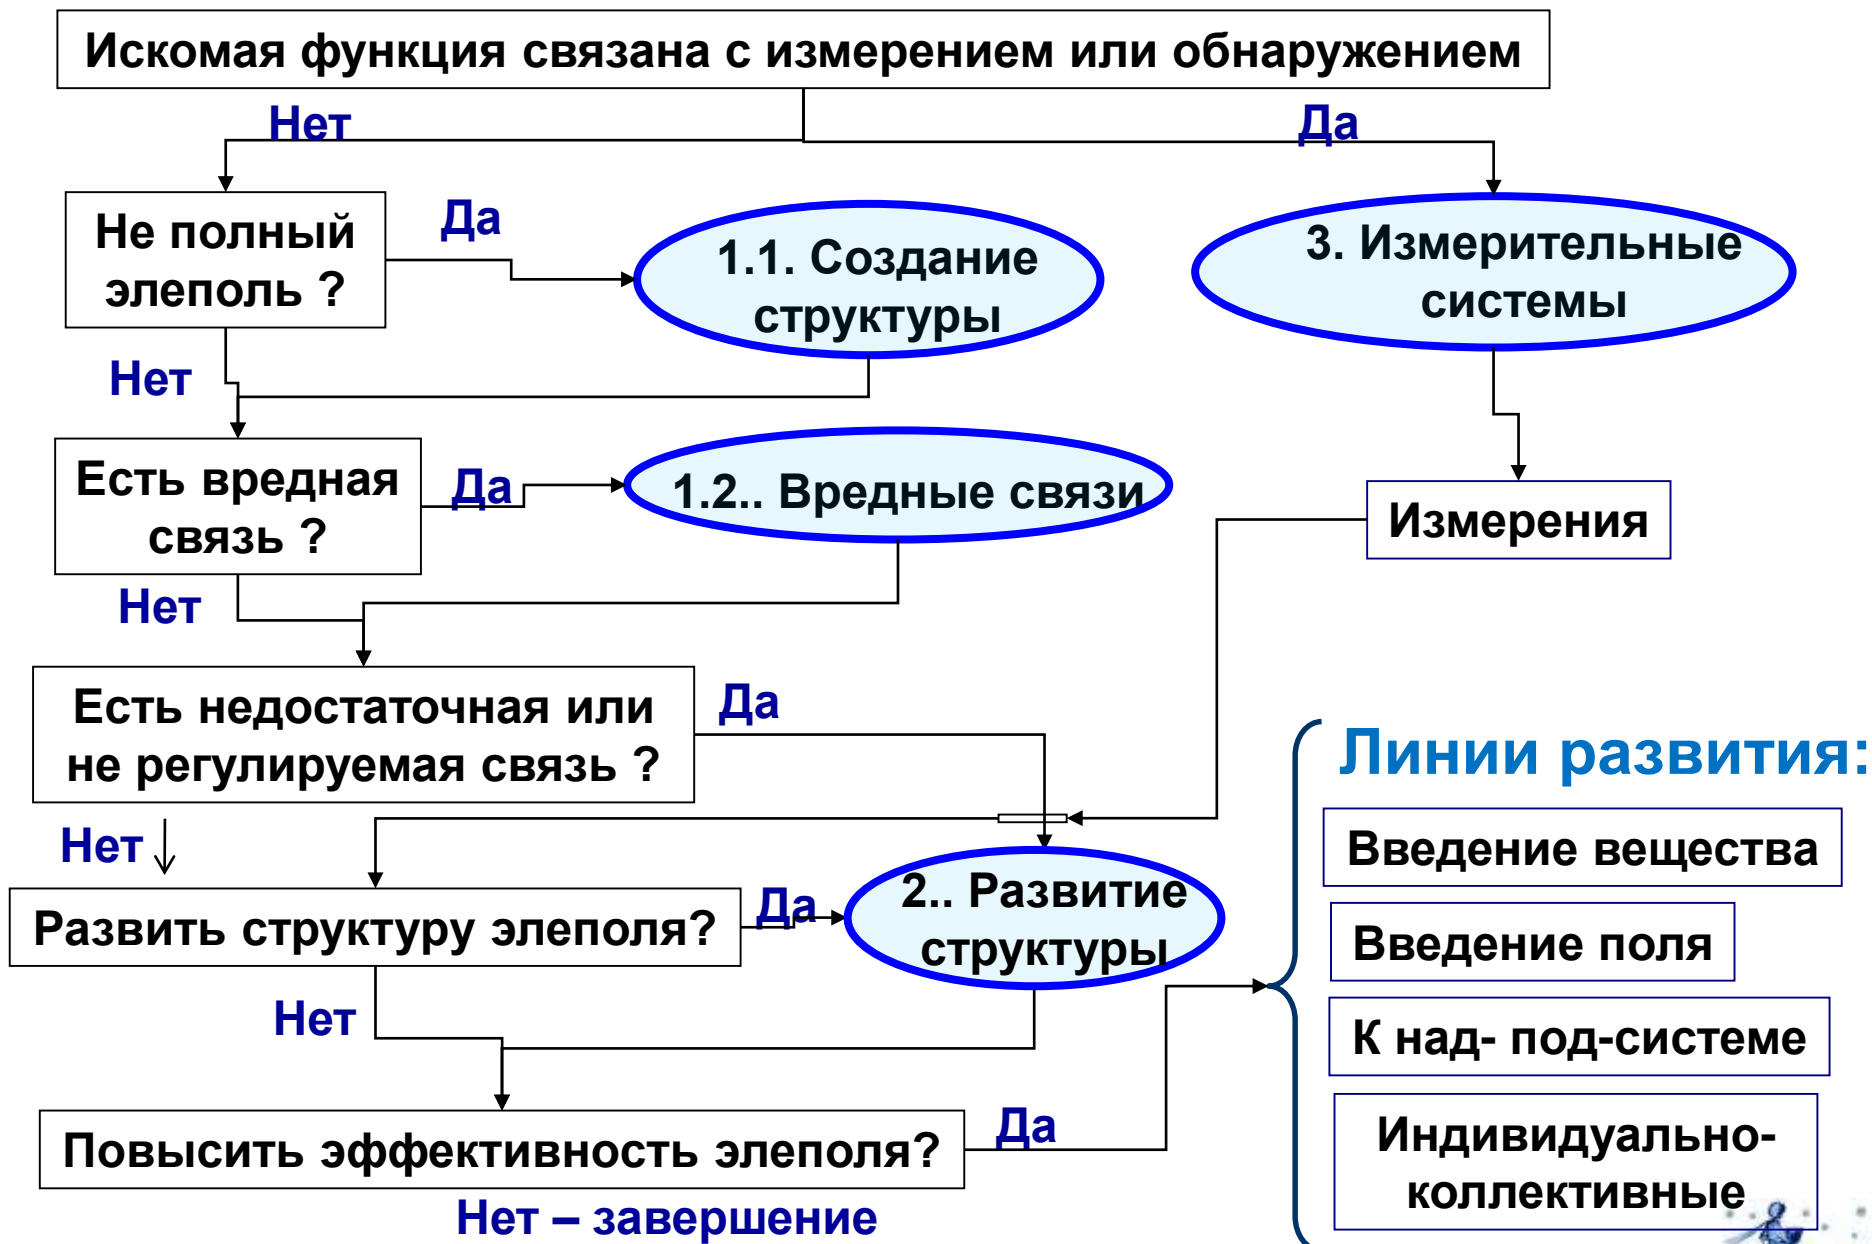 Искомая функция связана с измерением или обнаружением
Нет
Да
Не полный
элеполь ?
Да
1.1. Создание
структуры
3. Измерительные
системы
Нет
Есть вредная
связь ?
Да
1.2.. Вредные связи
Измерения
Нет
Есть недостаточная или
не регулируемая связь ?
Да
Линии развития:
Нет
Введение вещества
Развить структуру элеполя?
Да
2.. Развитие
структуры
Введение поля
Нет
К над- под-системе
Повысить эффективность элеполя?
Да
Индивидуально-
коллективные
Нет – завершение